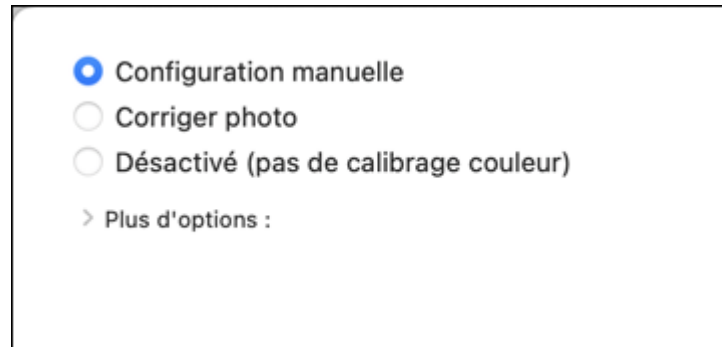 Configuration manuelle
Corriger photo
Désactivé (pas de calibrage couleur)
Plus d'options :